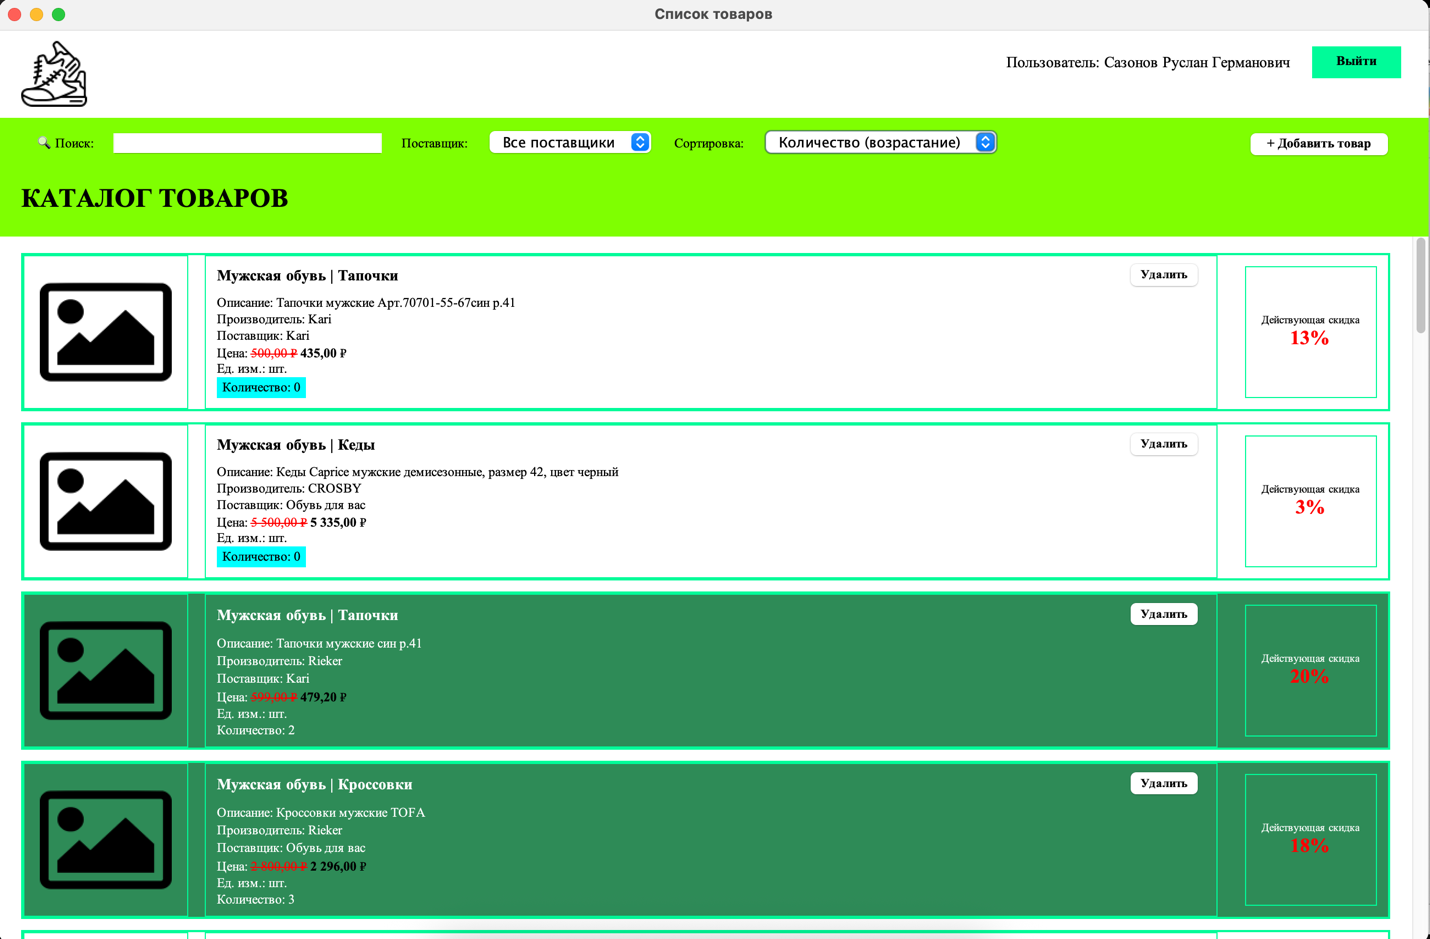 Список товаров
Пользователь: Сазонов Руслан Германович
Выйти
Поиск:
Поставщик:
Все поставщики
Сортировка:
Количество (возрастание)
+ Добавить товар
КАТАЛОГ ТОВАРОВ
Мужская обувь | Тапочки
Удалить
Описание: Тапочки мужские Арт.70701-55-67син р.41
Производитель: Kari
Поставщик: Kari
Цена: 500,00 ₽ 435,00 ₽
Ед. изм.: шт.
Количество: 0
Действующая скидка
13%
Мужская обувь | Кеды
Удалить
Описание: Кеды Caprice мужские демисезонные, размер 42, цвет черный
Производитель: CROSBY
Поставщик: Обувь для вас
Цена: 5 500,00 ₽ 5 335,00 ₽
Ед. изм.: шт.
Количество: 0
Действующая скидка
3%
Мужская обувь | Тапочки
Удалить
Описание: Тапочки мужские син р.41
Производитель: Rieker
Поставщик: Kari
Цена: 599,00 ₽ 479,20 ₽
Ед. изм.: шт.
Количество: 2
Действующая скидка
20%
Мужская обувь | Кроссовки
Удалить
Описание: Кроссовки мужские TOFA
Производитель: Rieker
Поставщик: Обувь для вас
Цена: 2 800,00 ₽ 2 296,00 ₽
Ед. изм.: шт.
Количество: 3
Действующая скидка
18%